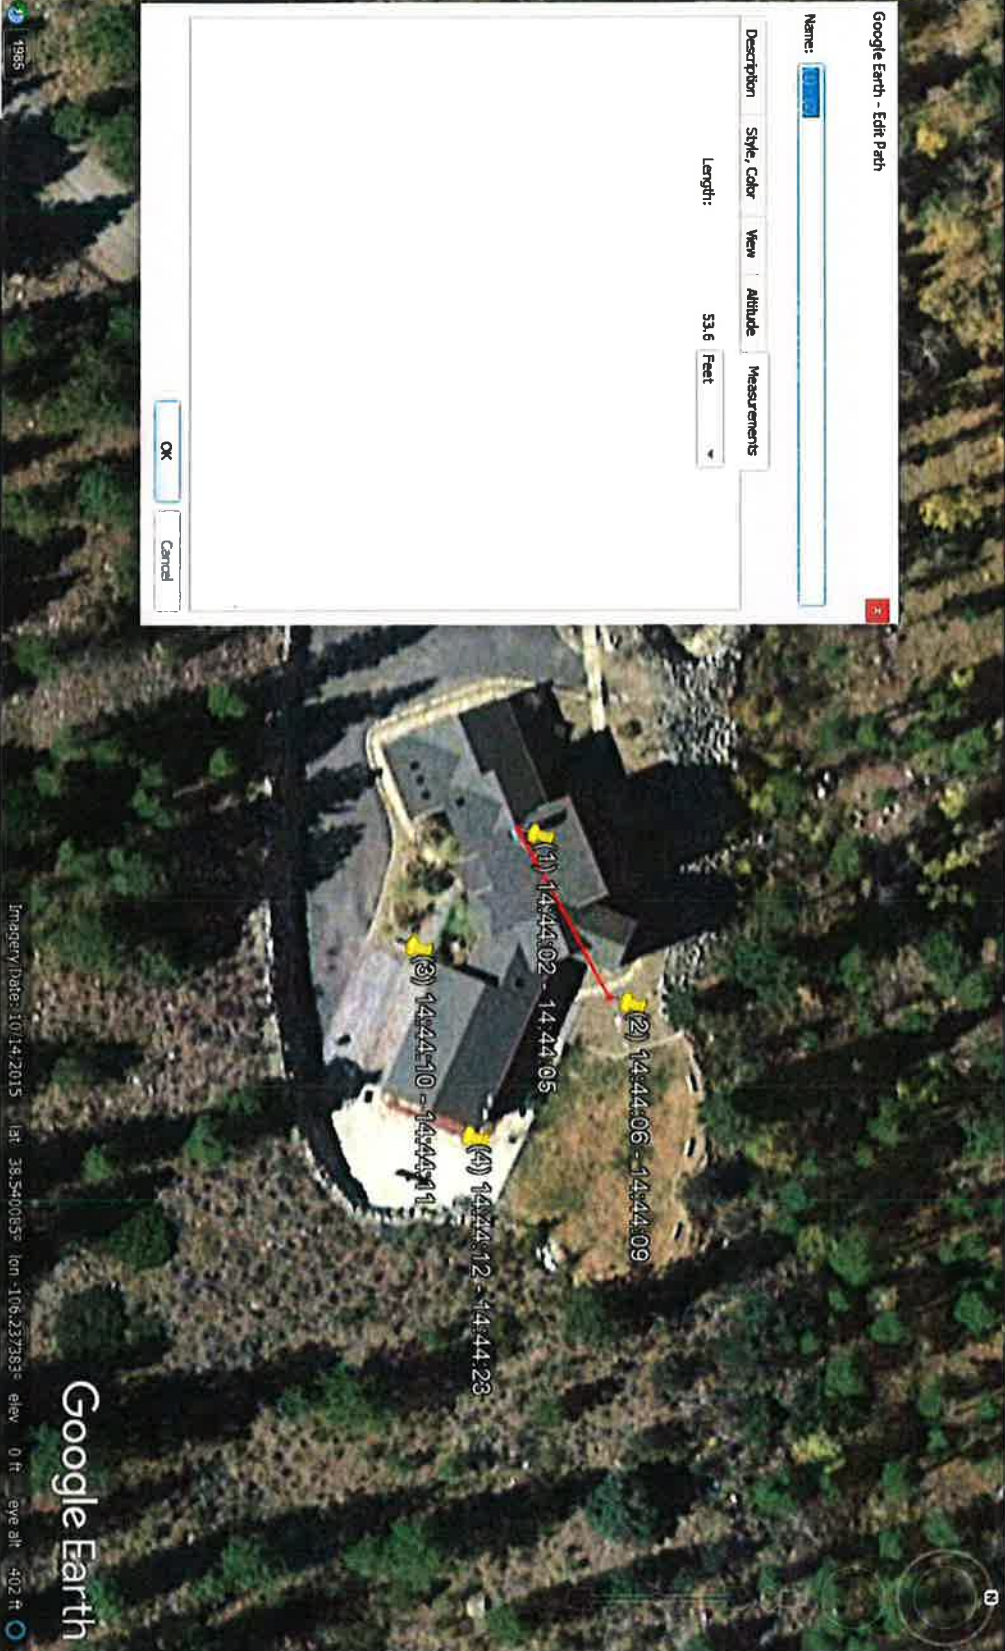 Google Earth - Edit Path
Name:
Description Style, Color View Altitude Measurements
Length: 53.6 Feet
OK Cancel
N
(2) 14:44:06 - 14:44:09
(1) 14:44:02 - 14:44:05
(4) 14:44:12 - 14:44:23
(3) 14:44:10 - 14:44:11
Google Earth
1985
Imagery Date: 10/14/2015 lat 38.540085° lon -106.237383° elev 0 ft eye alt 402 ft